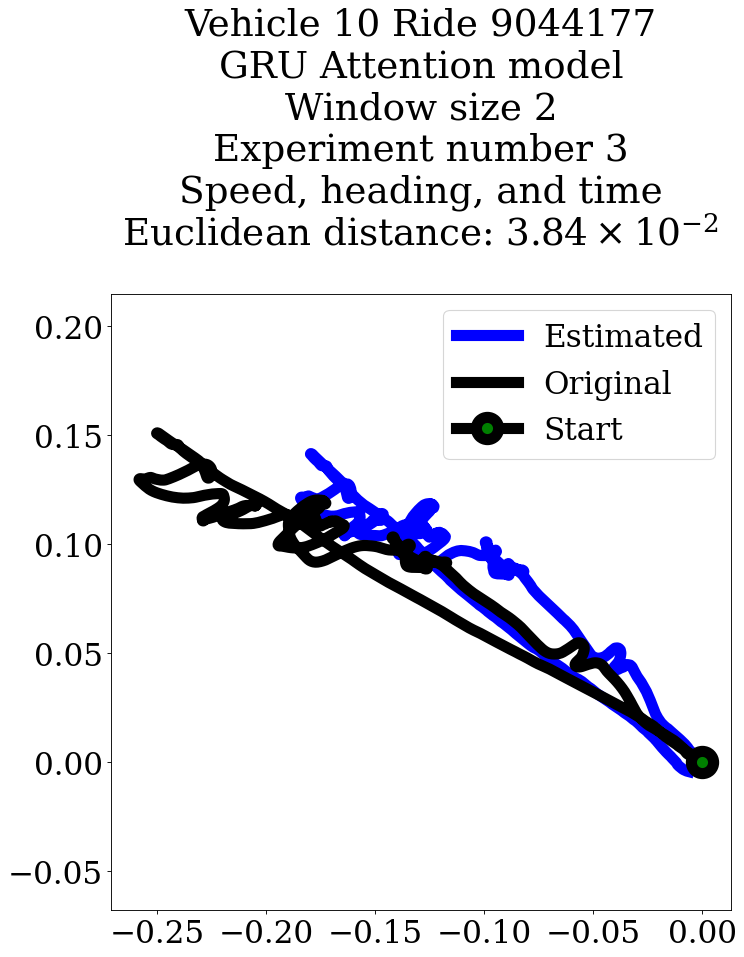 Vehicle 10 Ride 9044177
GRU Attention model
Window size 2
Experiment number 3
Speed, heading, and time
Euclidean distance: 3.84 × 10⁻²
Estimated
Original
Start
0.20
0.15
0.10
0.05
0.00
−0.05
−0.25 −0.20 −0.15 −0.10 −0.05 0.00